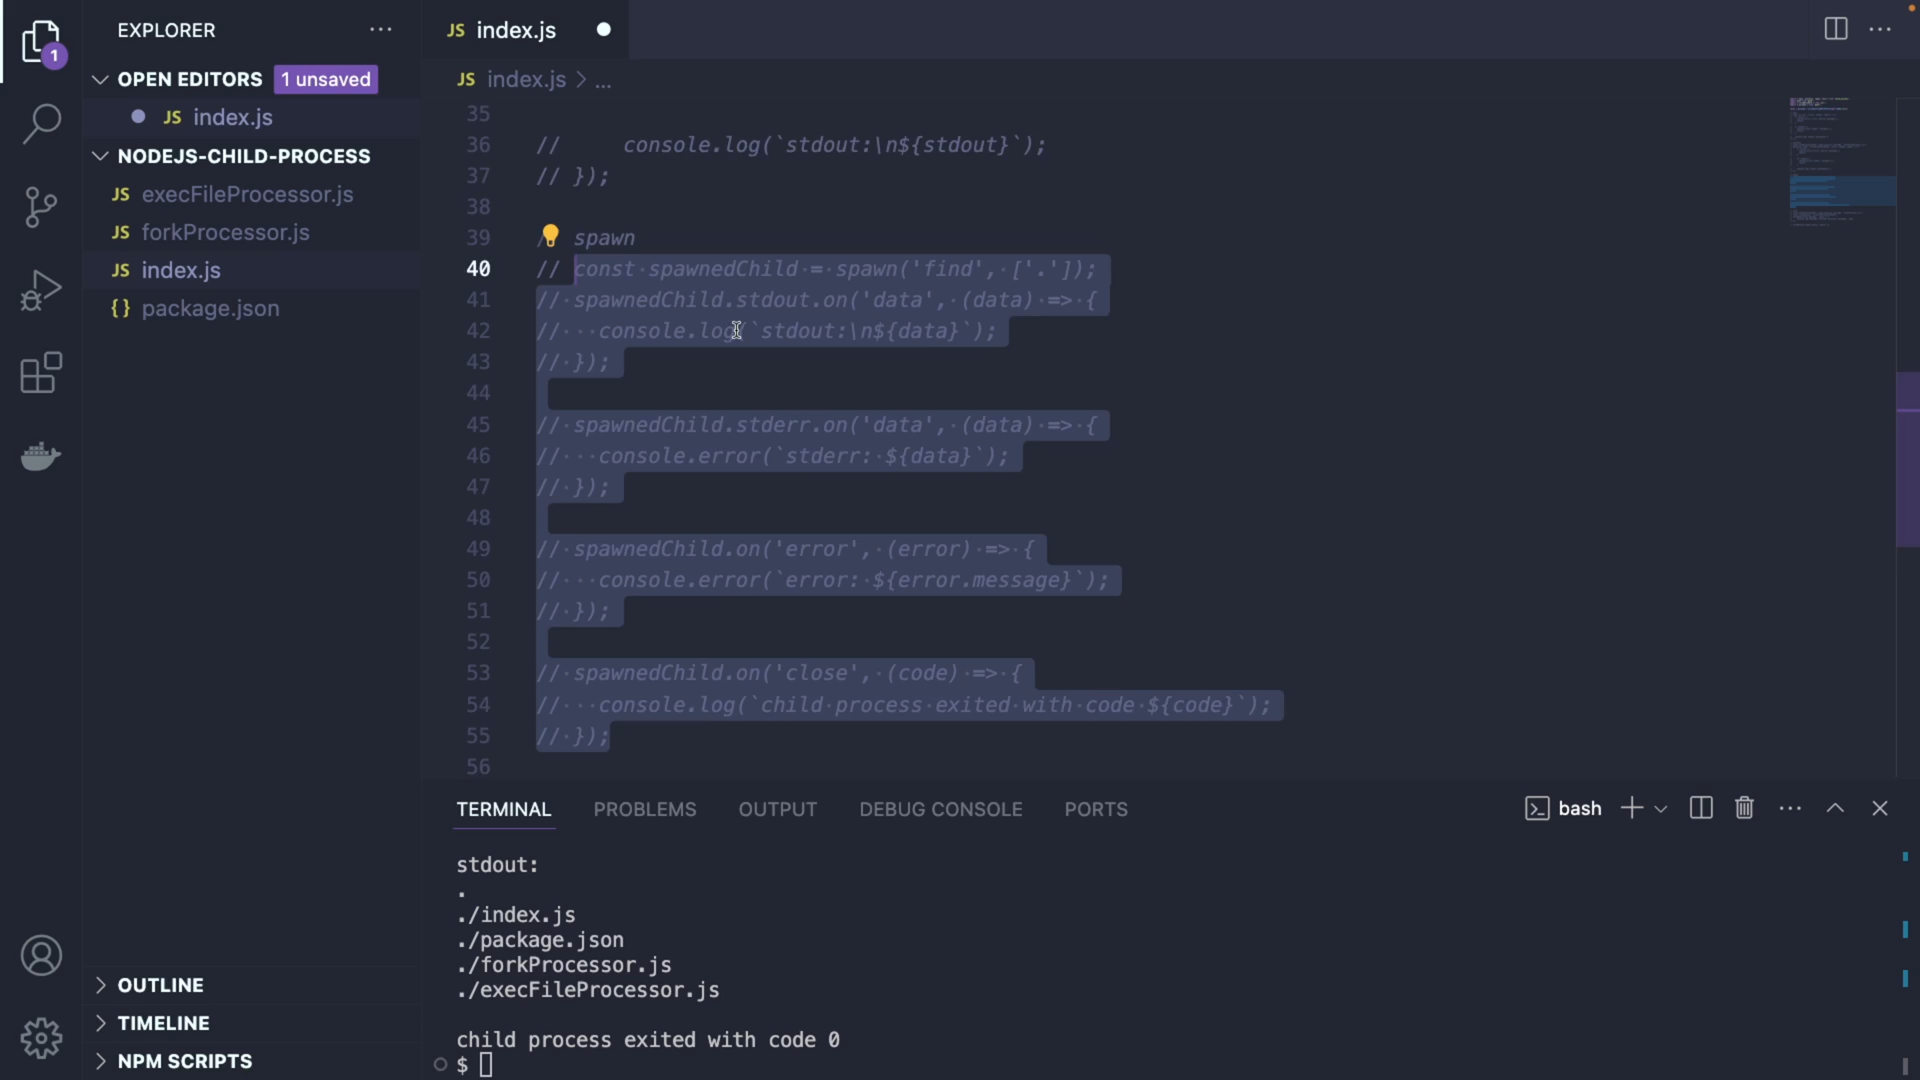 EXPLORER
1
OPEN EDITORS 1 unsaved
JS index.js
NODEJS-CHILD-PROCESS
JS execFileProcessor.js
JS forkProcessor.js
JS index.js
{} package.json
OUTLINE
TIMELINE
NPM SCRIPTS
JS index.js
JS index.js > ...
35
36 //     console.log(`stdout:\n${stdout}`);
37 // });
38
39 // spawn
40 // const spawnedChild = spawn('find', ['.']);
41 // spawnedChild.stdout.on('data', (data) => {
42 //   console.log(`stdout:\n${data}`);
43 // });
44
45 // spawnedChild.stderr.on('data', (data) => {
46 //   console.error(`stderr: ${data}`);
47 // });
48
49 // spawnedChild.on('error', (error) => {
50 //   console.error(`error: ${error.message}`);
51 // });
52
53 // spawnedChild.on('close', (code) => {
54 //   console.log(`child process exited with code ${code}`);
55 // });
56
TERMINAL PROBLEMS OUTPUT DEBUG CONSOLE PORTS bash
stdout:
.
./index.js
./package.json
./forkProcessor.js
./execFileProcessor.js
child process exited with code 0
$